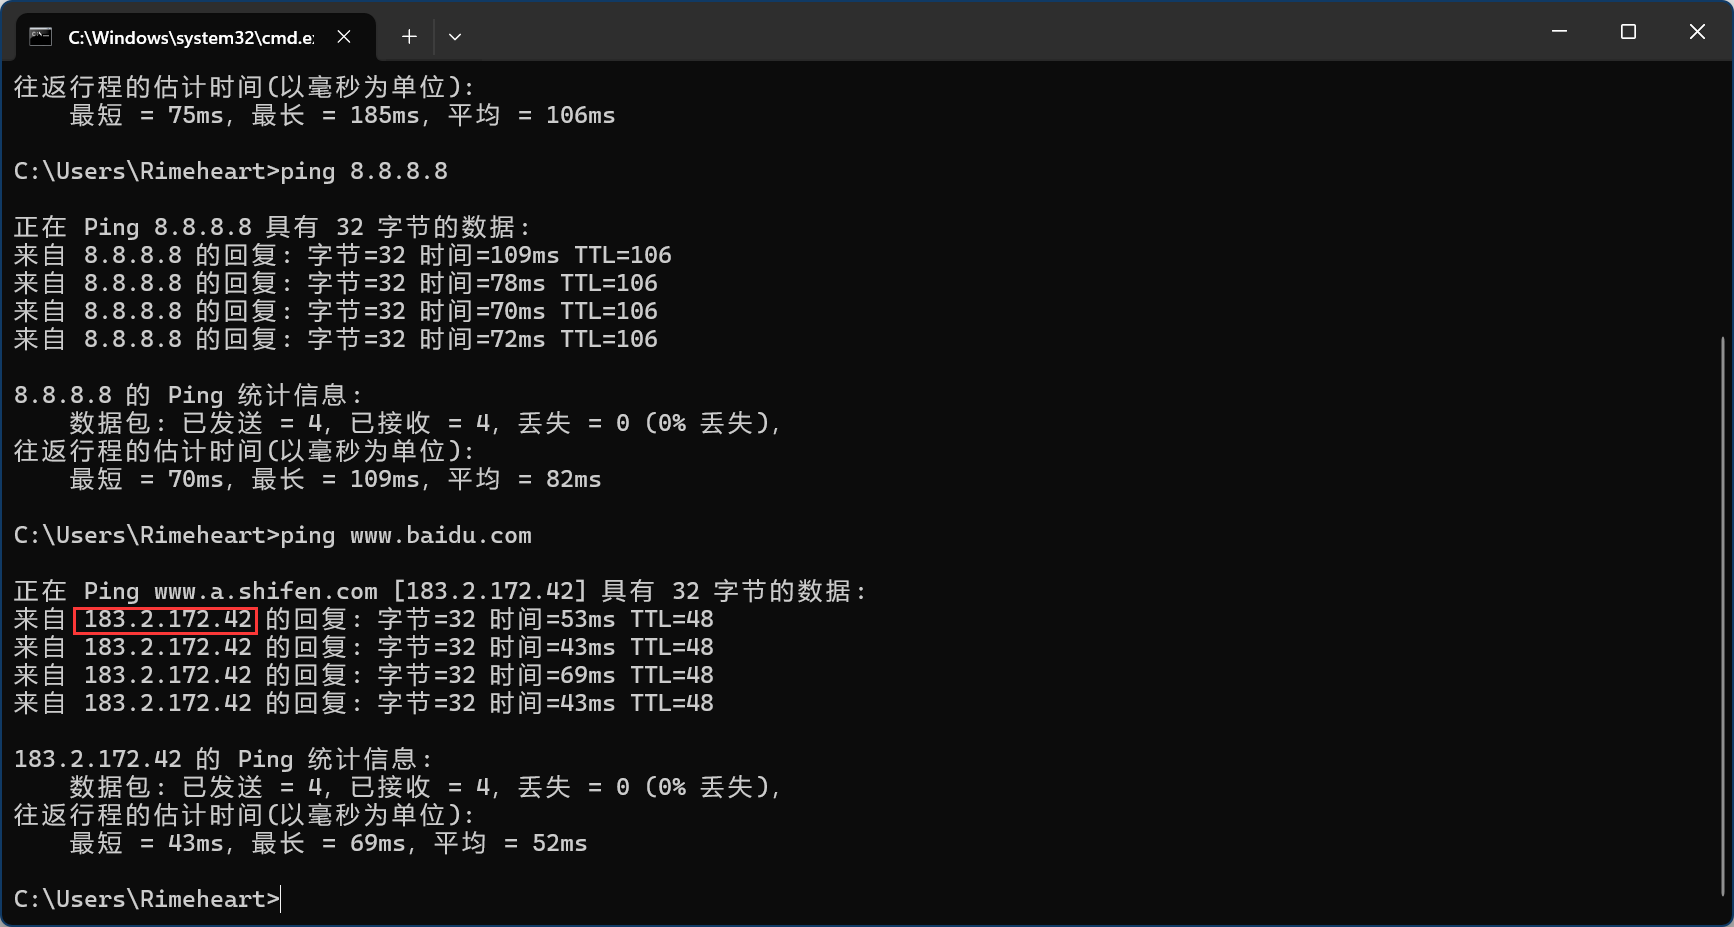 C:\Windows\system32\cmd.e
往返行程的估计时间(以毫秒为单位):
    最短 = 75ms, 最长 = 185ms, 平均 = 106ms
C:\Users\Rimeheart>ping 8.8.8.8
正在 Ping 8.8.8.8 具有 32 字节的数据:
来自 8.8.8.8 的回复: 字节=32 时间=109ms TTL=106
来自 8.8.8.8 的回复: 字节=32 时间=78ms TTL=106
来自 8.8.8.8 的回复: 字节=32 时间=70ms TTL=106
来自 8.8.8.8 的回复: 字节=32 时间=72ms TTL=106
8.8.8.8 的 Ping 统计信息:
    数据包: 已发送 = 4, 已接收 = 4, 丢失 = 0 (0% 丢失),
往返行程的估计时间(以毫秒为单位):
    最短 = 70ms, 最长 = 109ms, 平均 = 82ms
C:\Users\Rimeheart>ping www.baidu.com
正在 Ping www.a.shifen.com [183.2.172.42] 具有 32 字节的数据:
来自 183.2.172.42 的回复: 字节=32 时间=53ms TTL=48
来自 183.2.172.42 的回复: 字节=32 时间=43ms TTL=48
来自 183.2.172.42 的回复: 字节=32 时间=69ms TTL=48
来自 183.2.172.42 的回复: 字节=32 时间=43ms TTL=48
183.2.172.42 的 Ping 统计信息:
    数据包: 已发送 = 4, 已接收 = 4, 丢失 = 0 (0% 丢失),
往返行程的估计时间(以毫秒为单位):
    最短 = 43ms, 最长 = 69ms, 平均 = 52ms
C:\Users\Rimeheart>